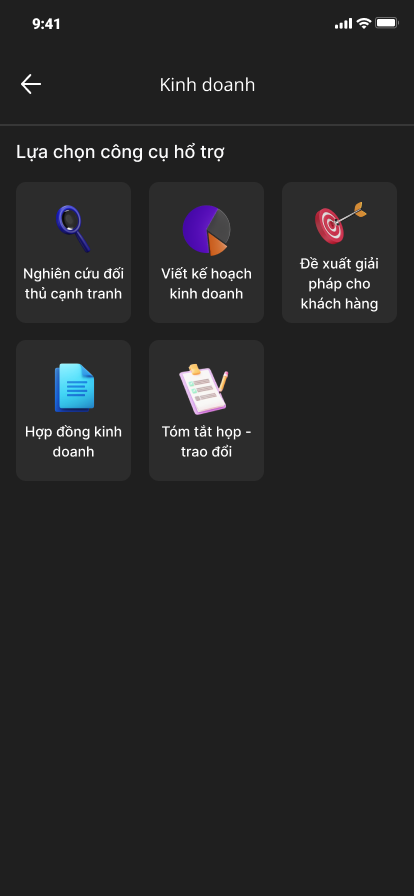 9:41
Kinh doanh
Lựa chọn công cụ hổ trợ
Nghiên cứu đối
thủ cạnh tranh
Viết kế hoạch
kinh doanh
Đề xuất giải
pháp cho
khách hàng
Hợp đồng kinh
doanh
Tóm tắt họp -
trao đổi